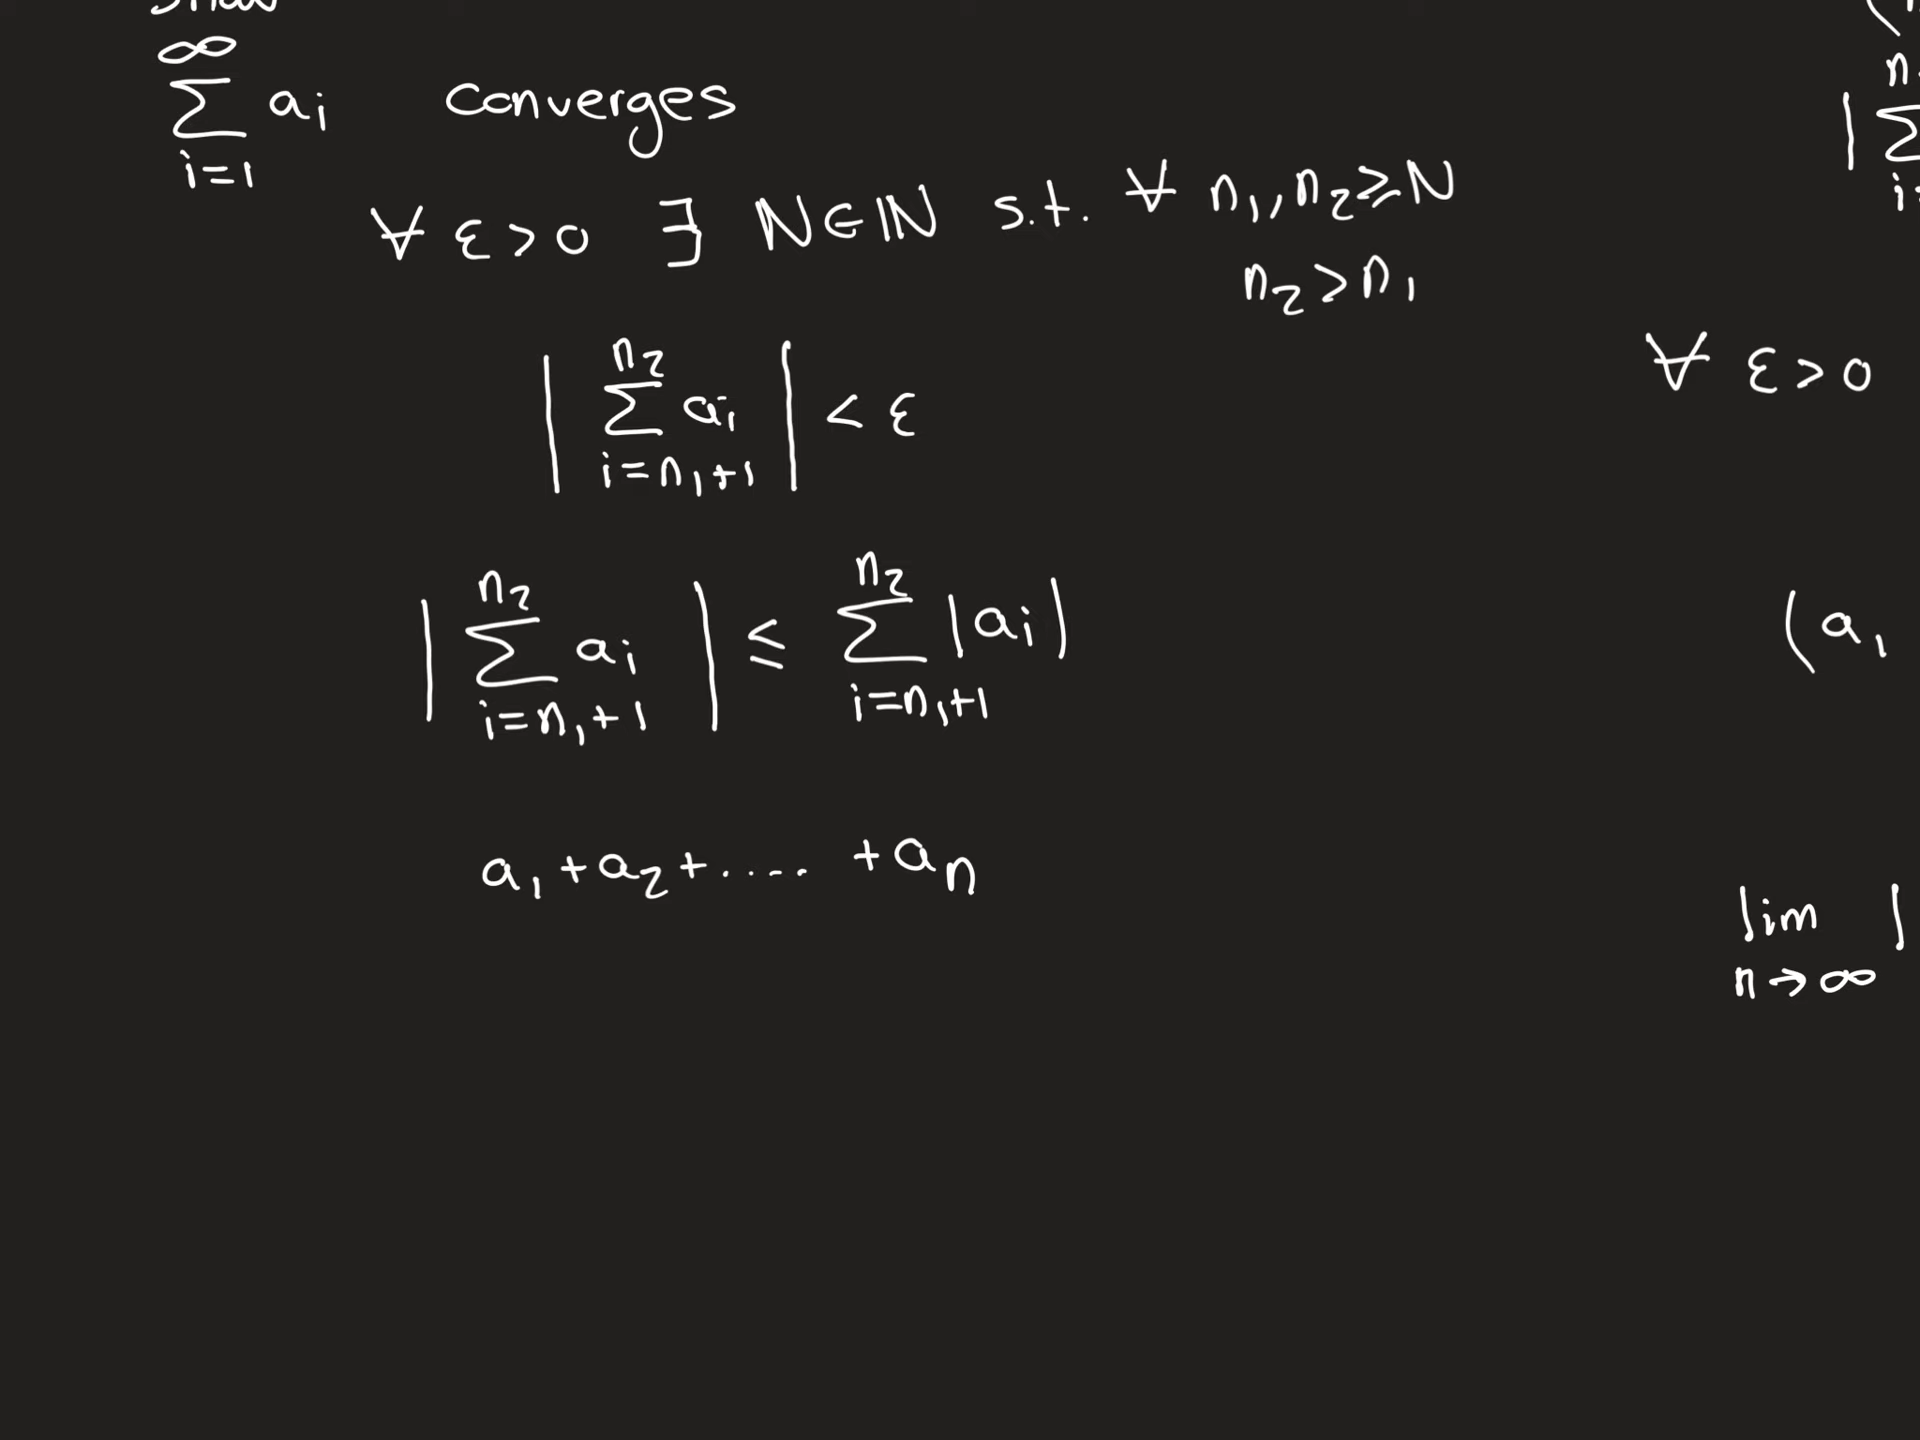 ∞
∑ aᵢ converges
i=1
∀ ε>0 ∃ N∈ℕ s.t. ∀ n₁,n₂≥N
n₂>n₁
| ∑_{i=n₁+1}^{n₂} aᵢ | < ε
| ∑_{i=n₁+1}^{n₂} aᵢ | ≤ ∑_{i=n₁+1}^{n₂} |aᵢ|
a₁+a₂+.... +aₙ
∀ ε>0
(a₁
lim |
n→∞